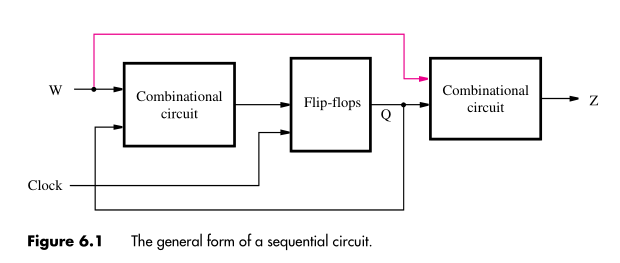 W
Combinational
circuit
Flip-flops
Q
Combinational
circuit
Z
Clock
Figure 6.1 The general form of a sequential circuit.